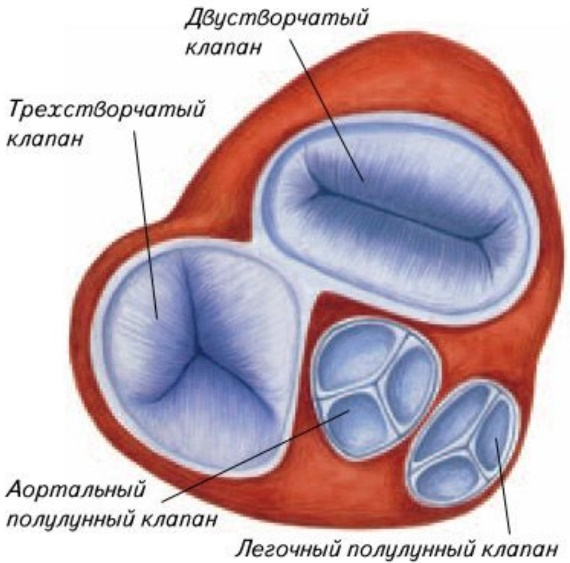 Двустворчатый
клапан
Трехстворчатый
клапан
Аортальный
полулунный клапан
Легочный полулунный клапан